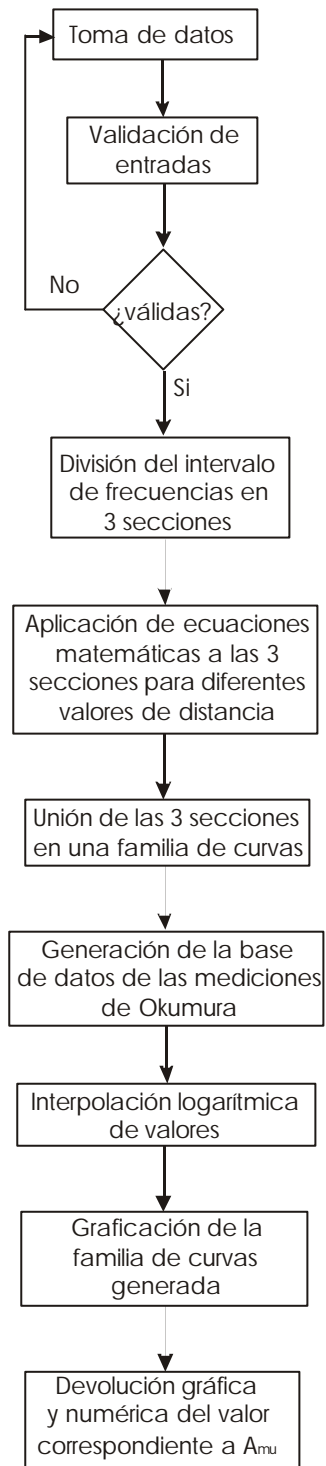 Toma de datos
Validación de
entradas
¿válidas?
No
Si
División del intervalo
de frecuencias en
3 secciones
Aplicación de ecuaciones
matemáticas a las 3
secciones para diferentes
valores de distancia
Unión de las 3 secciones
en una familia de curvas
Generación de la base
de datos de las mediciones
de Okumura
Interpolación logarítmica
de valores
Graficación de la
familia de curvas
generada
Devolución gráfica
y numérica del valor
correspondiente a Amu